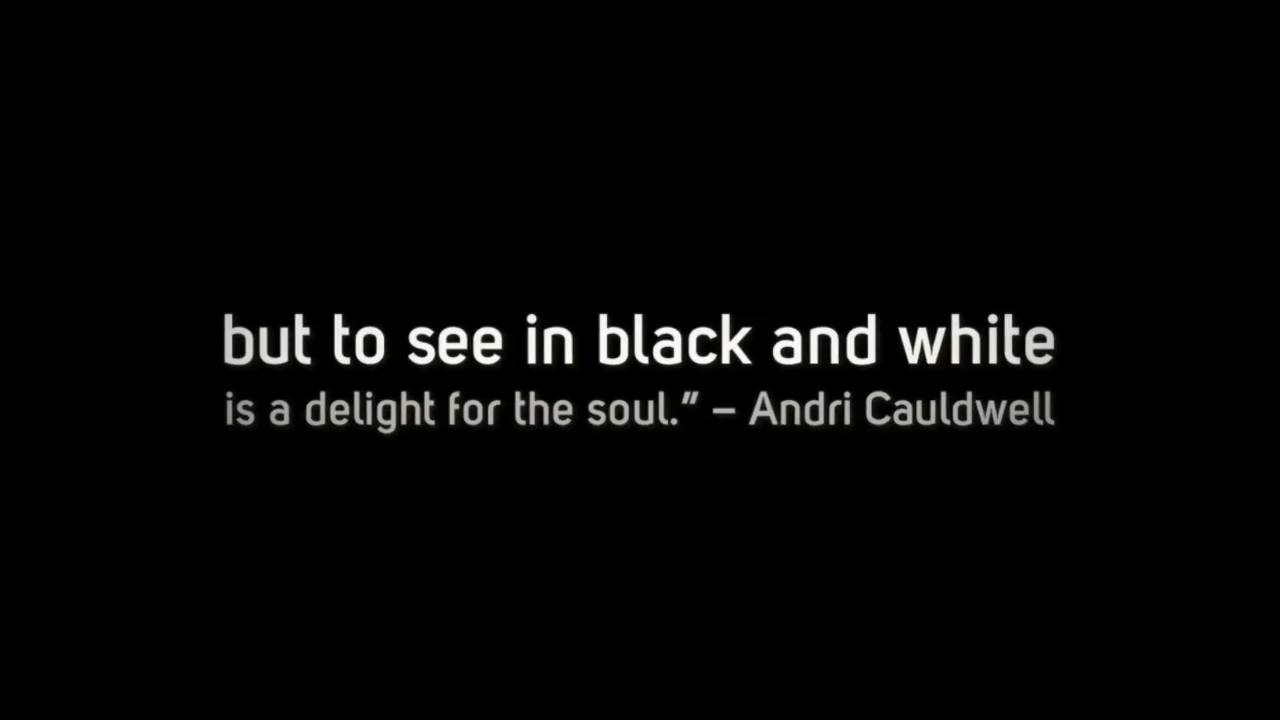 but to see in black and white
is a delight for the soul.” – Andri Cauldwell